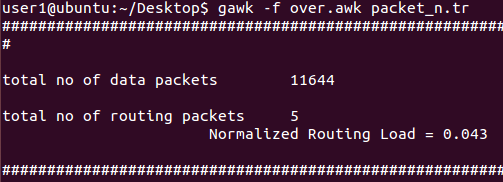 user1@ubuntu:~/Desktop$ gawk -f over.awk packet_n.tr
########################################################
#
total no of data packets 11644
total no of routing packets 5
Normalized Routing Load = 0.043
########################################################